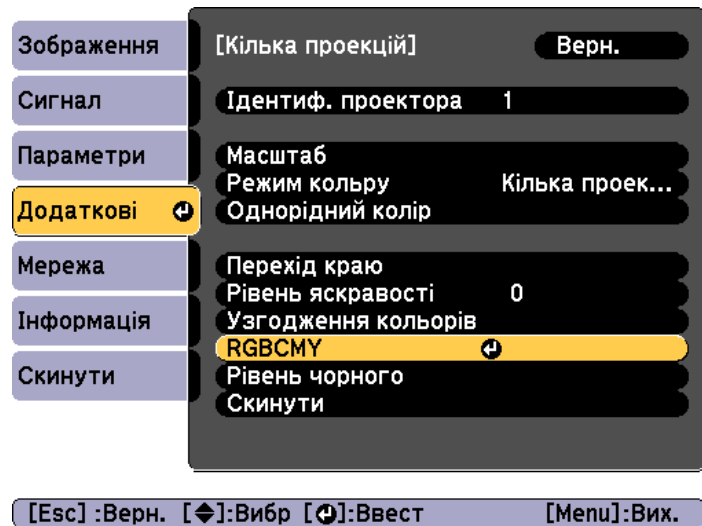 Зображення
Сигнал
Параметри
Додаткові
Мережа
Інформація
Скинути
[Кілька проекцій] Верн.
Ідентиф. проектора 1
Масштаб
Режим кольру Кілька проек...
Однорідний колір
Перехід краю
Рівень яскравості 0
Узгодження кольорів
RGBCMY
Рівень чорного
Скинути
[Esc] :Верн. [◆]:Вибр [⏎]:Ввест [Menu]:Вих.